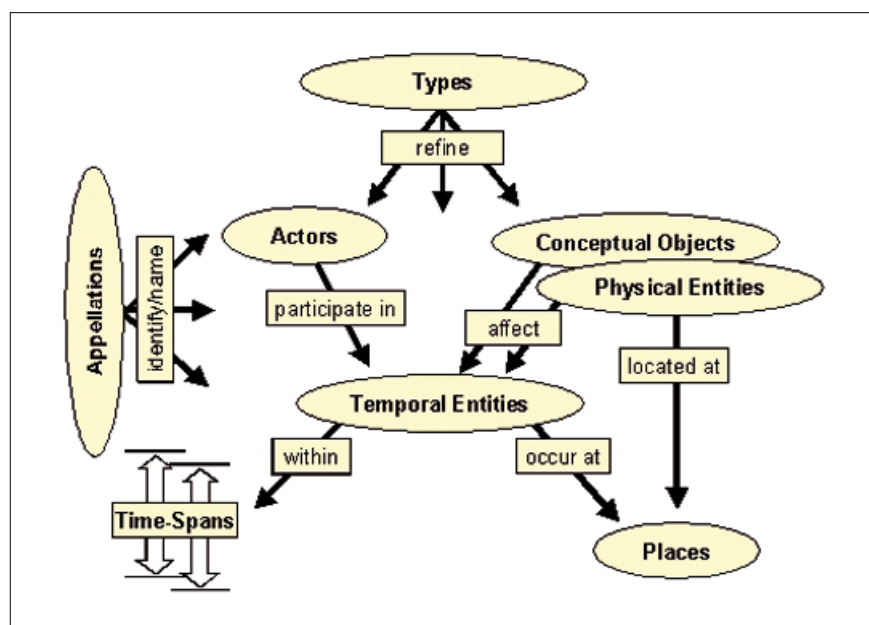 Types
refine
Actors
Conceptual Objects
Physical Entities
Appellations
identify/name
participate in
affect
located at
Temporal Entities
within
occur at
Time-Spans
Places